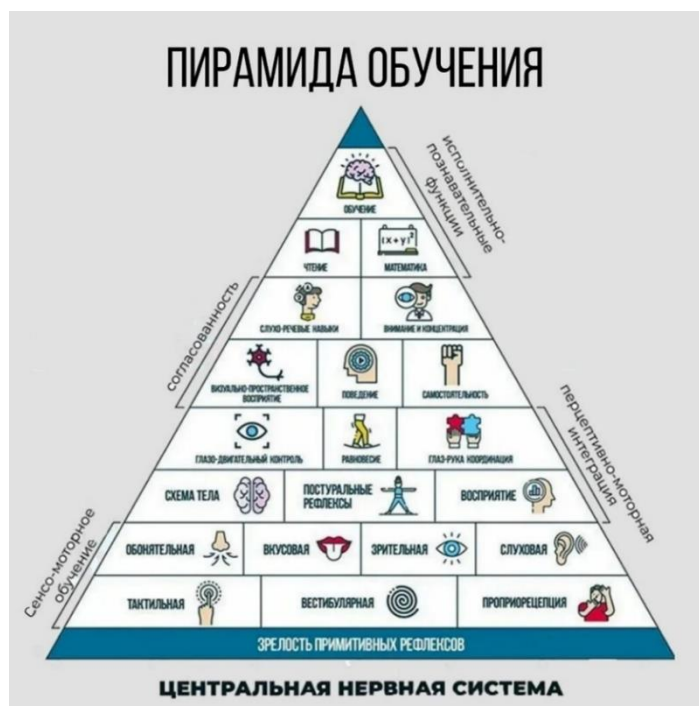 ПИРАМИДА ОБУЧЕНИЯ
исполнительно-
познавательные
функции
ОБУЧЕНИЕ
(x+y)²
ЧТЕНИЕ
МАТЕМАТИКА
согласованность
СЛУХО-РЕЧЕВЫЕ НАВЫКИ
ВНИМАНИЕ И КОНЦЕНТРАЦИЯ
ВИЗУАЛЬНО-ПРОСТРАНСТВЕННОЕ
ВОСПРИЯТИЕ
ПОВЕДЕНИЕ
САМОСТОЯТЕЛЬНОСТЬ
перцептивно-моторная
интеграция
ГЛАЗО-ДВИГАТЕЛЬНЫЙ КОНТРОЛЬ
РАВНОВЕСИЕ
ГЛАЗ-РУКА КООРДИНАЦИЯ
СХЕМА ТЕЛА
ПОСТУРАЛЬНЫЕ
РЕФЛЕКСЫ
ВОСПРИЯТИЕ
Сенсо-моторное
обучение
ОБОНЯТЕЛЬНАЯ
ВКУСОВАЯ
ЗРИТЕЛЬНАЯ
СЛУХОВАЯ
ТАКТИЛЬНАЯ
ВЕСТИБУЛЯРНАЯ
ПРОПРИОРЕЦЕПЦИЯ
ЗРЕЛОСТЬ ПРИМИТИВНЫХ РЕФЛЕКСОВ
ЦЕНТРАЛЬНАЯ НЕРВНАЯ СИСТЕМА